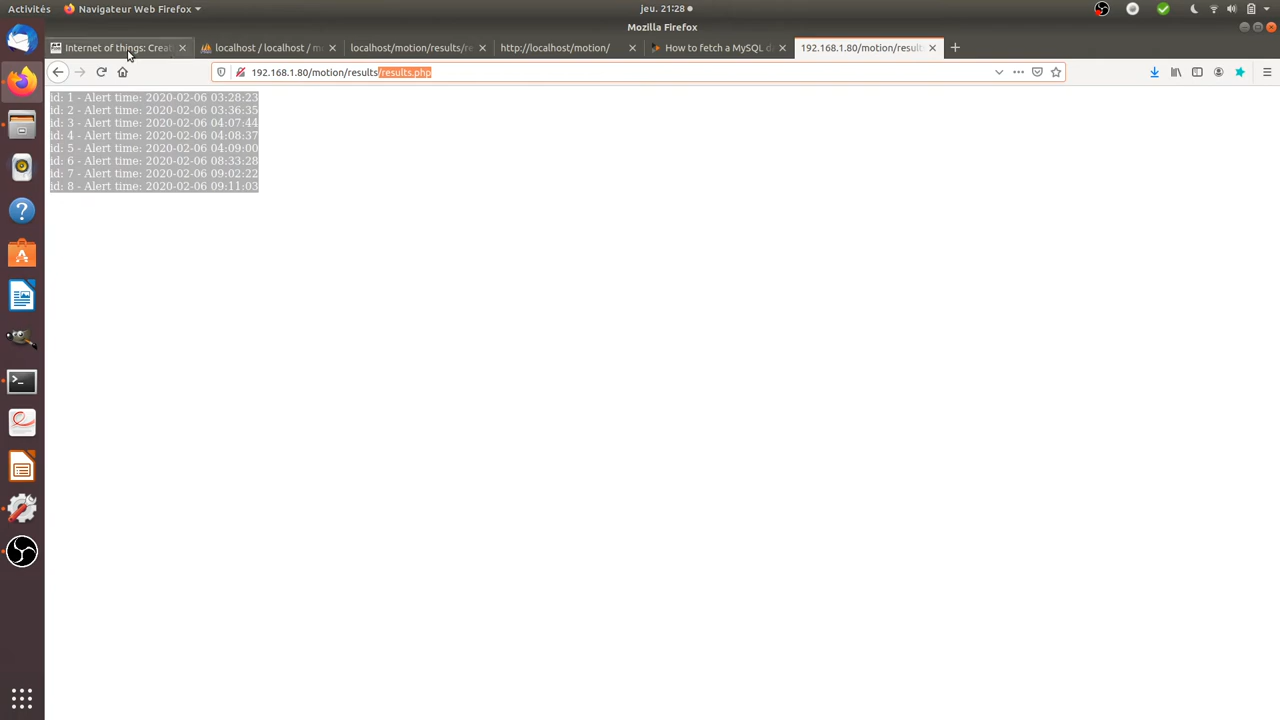 Activités
Navigateur Web Firefox
jeu. 21:28
Mozilla Firefox
Internet of things: Creat
localhost / localhost / m
localhost/motion/results/re
http://localhost/motion/
How to fetch a MySQL d
192.168.1.80/motion/result
192.168.1.80/motion/results/results.php
id: 1 - Alert time: 2020-02-06 03:28:23
id: 2 - Alert time: 2020-02-06 03:36:35
id: 3 - Alert time: 2020-02-06 04:07:44
id: 4 - Alert time: 2020-02-06 04:08:37
id: 5 - Alert time: 2020-02-06 04:09:00
id: 6 - Alert time: 2020-02-06 08:33:28
id: 7 - Alert time: 2020-02-06 09:02:22
id: 8 - Alert time: 2020-02-06 09:11:03